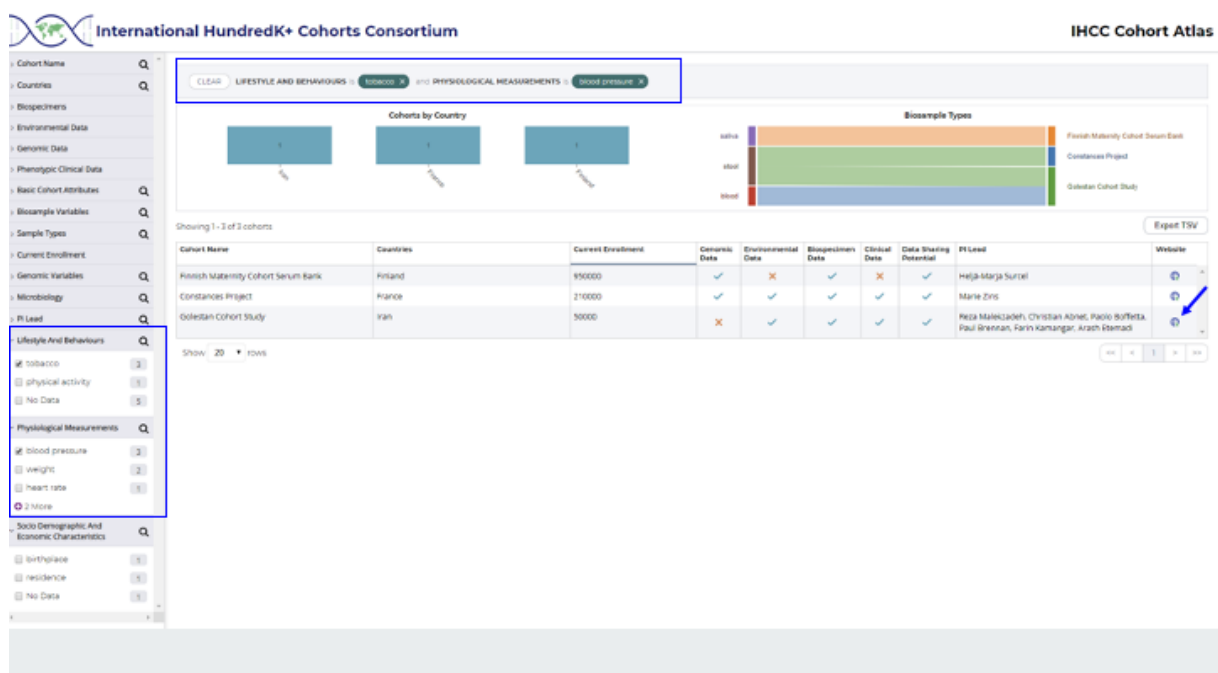 International HundredK+ Cohorts Consortium
IHCC Cohort Atlas
Cohort Name
Countries
Biospecimens
Environmental Data
Genomic Data
Phenotypic Clinical Data
Basic Cohort Attributes
Biosample Variables
Sample Types
Current Enrollment
Genomic Variables
Microbiology
PI Lead
Lifestyle And Behaviours
tobacco 3
physical activity 1
No Data 5
Physiological Measurements
blood pressure 3
weight 2
heart rate 1
2 More
Socio Demographic And
Economic Characteristics
birthplace 1
residence 1
No Data 1
CLEAR LIFESTYLE AND BEHAVIOURS is tobacco X and PHYSIOLOGICAL MEASUREMENTS is blood pressure X
Cohorts by Country
1 1 1
Iran France Finland
Biosample Types
saliva
stool
blood
Finnish Maternity Cohort Serum Bank
Constances Project
Golestan Cohort Study
Showing 1 - 3 of 3 cohorts
Export TSV
Cohort Name Countries Current Enrollment Genomic Data Environmental Data Biospecimen Data Clinical Data Data Sharing Potential PI Lead Website
Finnish Maternity Cohort Serum Bank Finland 950000 Helja-Marja Surcel
Constances Project France 210000 Marie Zins
Golestan Cohort Study Iran 50000 Reza Malekzadeh, Christian Abnet, Paolo Boffetta,
Paul Brennan, Farin Kamangar, Arash Etemadi
Show 20 rows
<< < 1 > >>